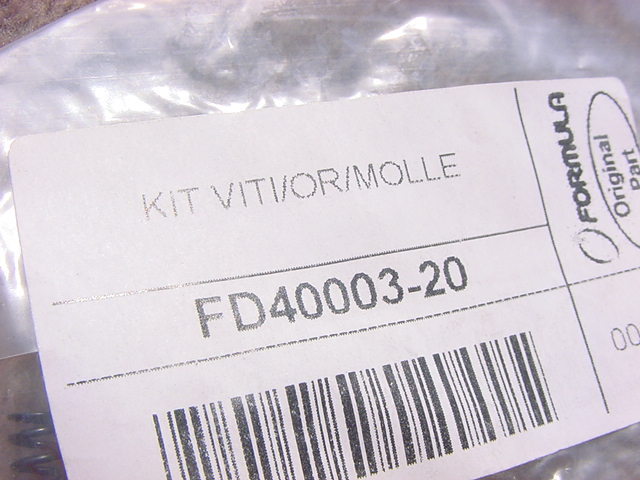 KIT VITI/OR/MOLLE
FD40003-20
FORMULA
Original
Part
00